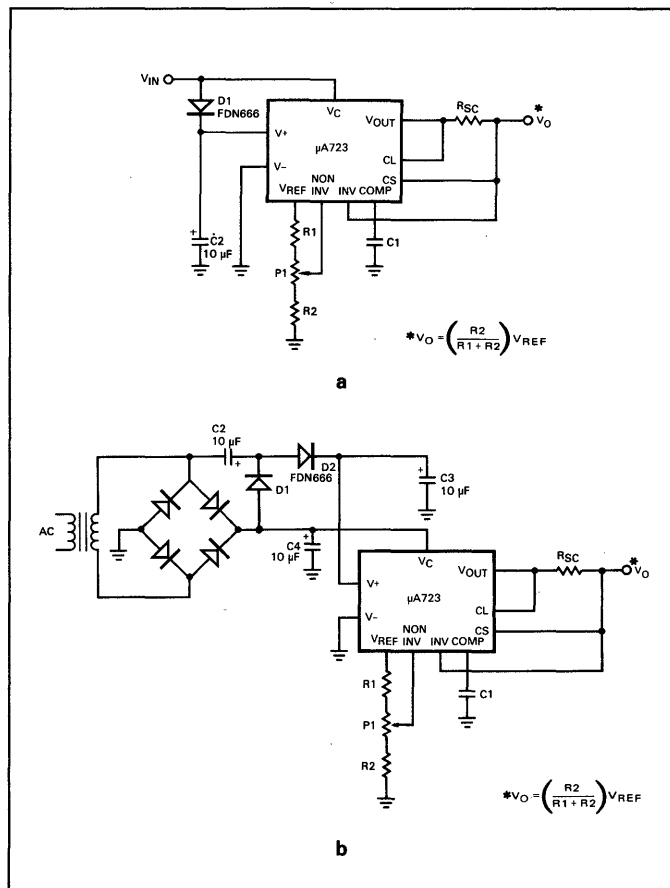 VIN
D1
FDN666
VC
V+
VOUT
RSC
*
VO
µA723
CL
V−
CS
NON
VREF INV INV COMP
+
C2
10 µF
R1
C1
P1
R2
*VO = (R2 / R1 + R2) VREF
a
C2
10 µF
+
D2
FDN666
+
C3
10 µF
D1
AC
+
C4
10 µF
VC
V+
VOUT
RSC
*
VO
µA723
V−
CL
CS
NON
VREF INV INV COMP
R1
C1
P1
R2
*VO = (R2 / R1 + R2) VREF
b